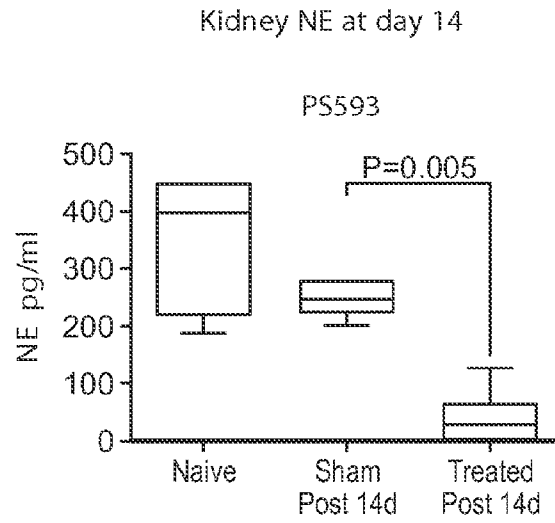 Kidney NE at day 14
PS593
500
400
300
200
100
0
NE pg/ml
P=0.005
Naive
Sham
Post 14d
Treated
Post 14d